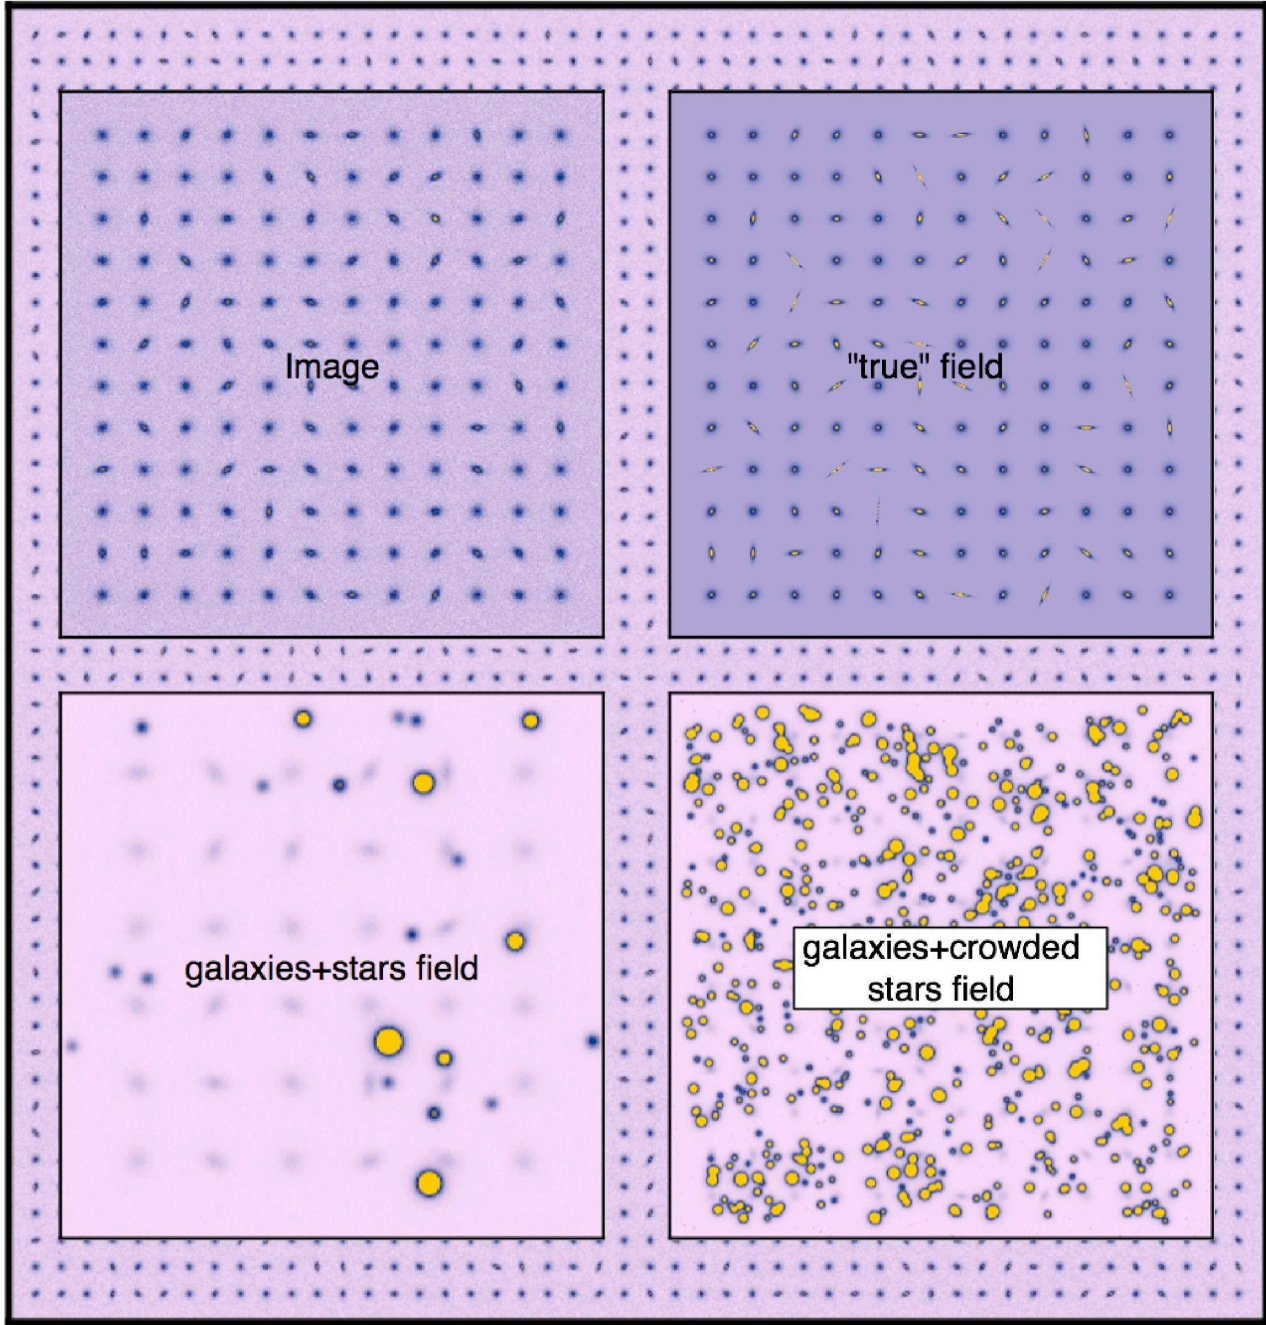 Image
"true" field
galaxies+stars field
galaxies+crowded
stars field